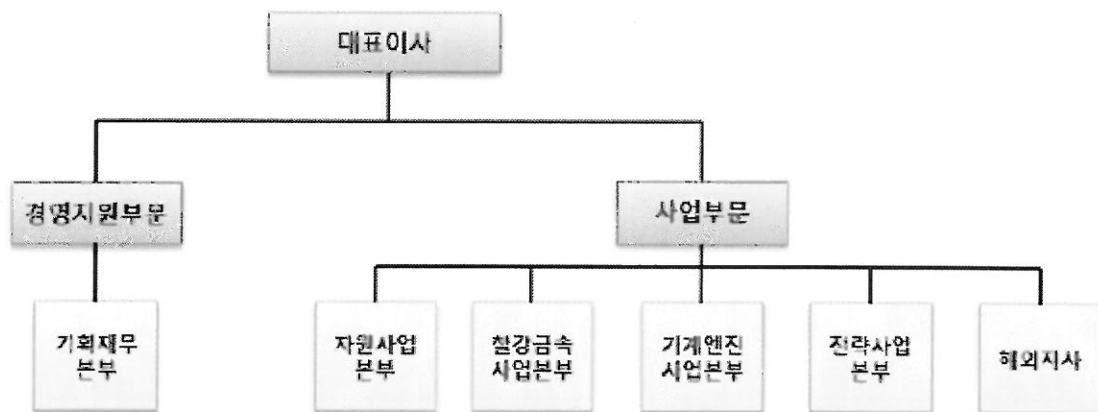 대표이사
경영지원부문
사업부문
기획재무
본부
자원사업
본부
철강금속
사업본부
기계엔진
사업본부
전략사업
본부
해외지사